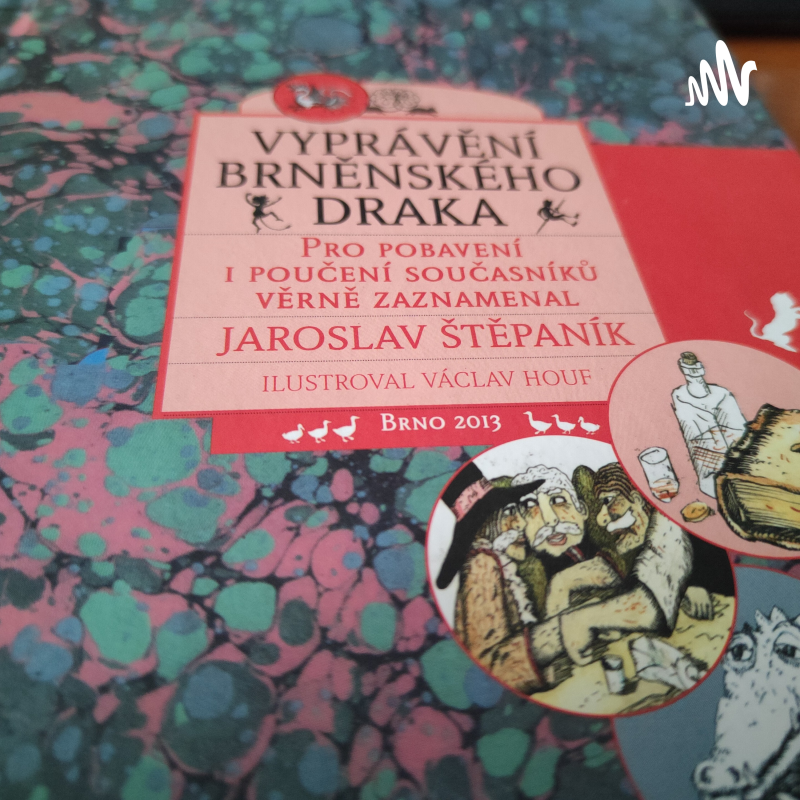 VYPRÁVĚNÍ
BRNĚNSKÉHO
DRAKA
PRO POBAVENÍ
I POUČENÍ SOUČASNÍKŮ
VĚRNĚ ZAZNAMENAL
JAROSLAV ŠTĚPANÍK
ILUSTROVAL VÁCLAV HOUF
BRNO 2013